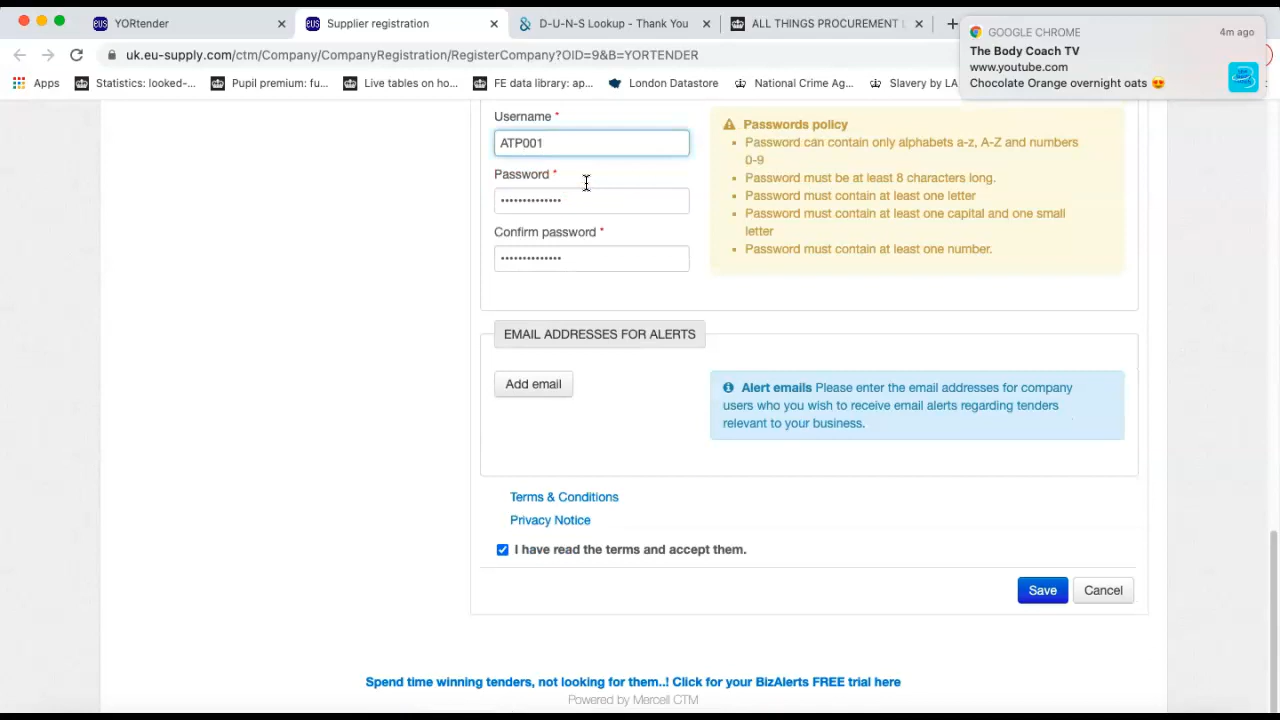 YORtender
Supplier registration
D-U-N-S Lookup - Thank You
ALL THINGS PROCUREMENT L
GOOGLE CHROME
4m ago
The Body Coach TV
www.youtube.com
Chocolate Orange overnight oats 😍
uk.eu-supply.com/ctm/Company/CompanyRegistration/RegisterCompany?OID=9&B=YORTENDER
Apps
Statistics: looked-...
Pupil premium: fu...
Live tables on ho...
FE data library: ap...
London Datastore
National Crime Ag...
Slavery by LA
Username *
ATP001
Password *
••••••••••••••
Confirm password *
••••••••••••••
Passwords policy
▪ Password can contain only alphabets a-z, A-Z and numbers
0-9
▪ Password must be at least 8 characters long.
▪ Password must contain at least one letter
▪ Password must contain at least one capital and one small
letter
▪ Password must contain at least one number.
EMAIL ADDRESSES FOR ALERTS
Add email
Alert emails Please enter the email addresses for company
users who you wish to receive email alerts regarding tenders
relevant to your business.
Terms & Conditions
Privacy Notice
I have read the terms and accept them.
Save
Cancel
Spend time winning tenders, not looking for them..! Click for your BizAlerts FREE trial here
Powered by Mercell CTM